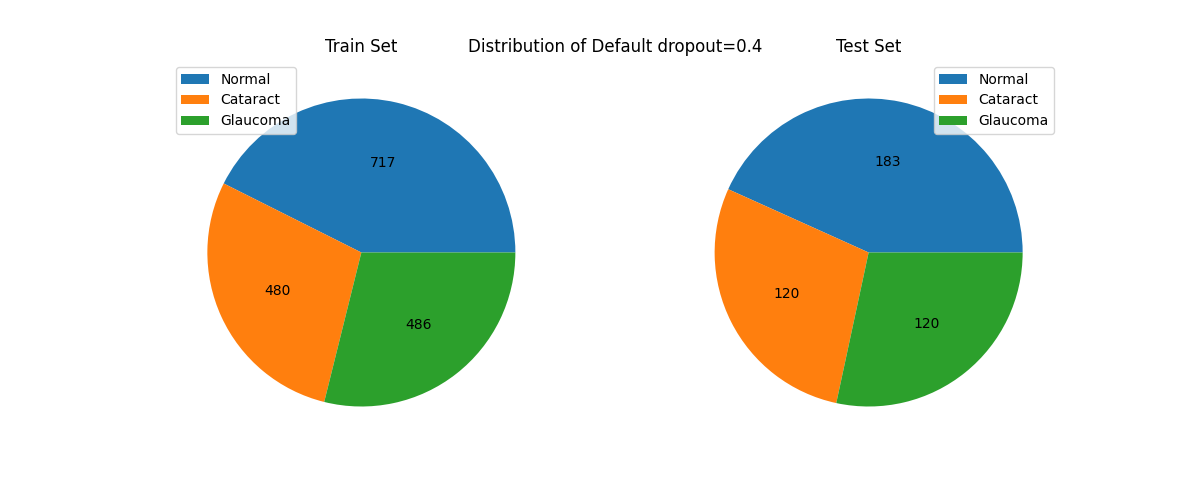 Distribution of Default dropout=0.4
Train Set
Normal
Cataract
Glaucoma
717
480
486
Test Set
Normal
Cataract
Glaucoma
183
120
120